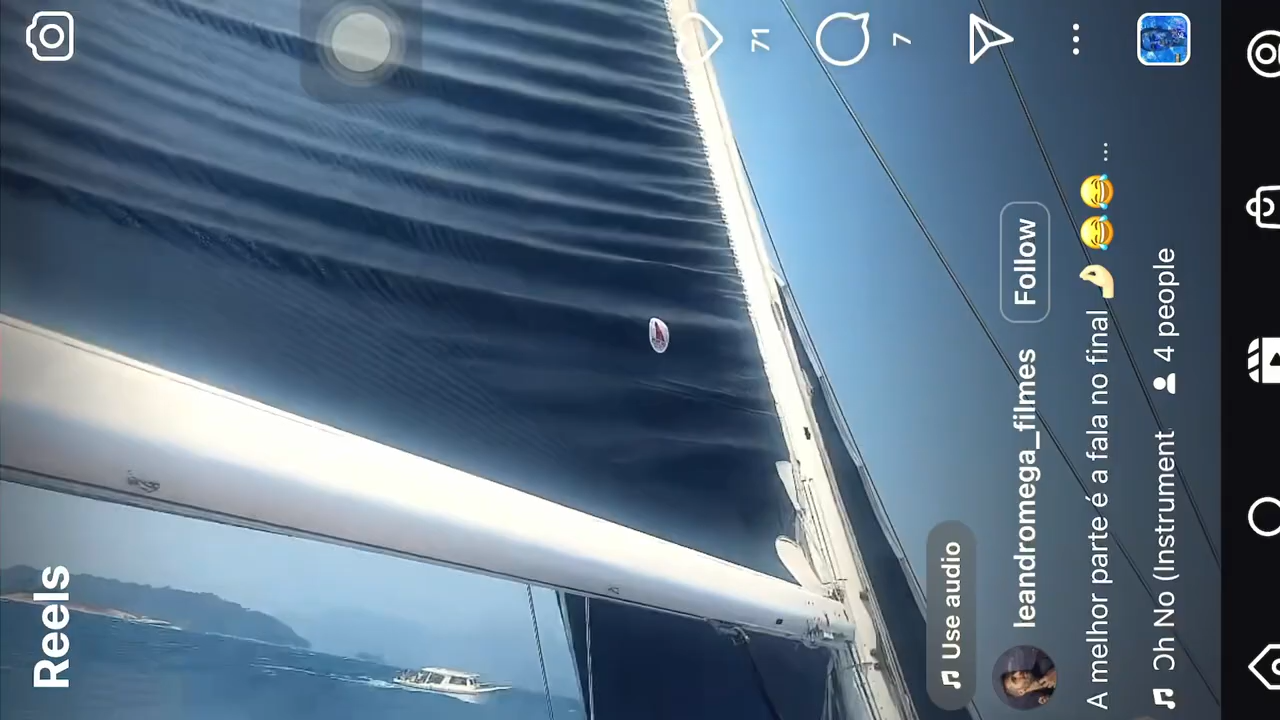 Reels
71
7
Use audio
leandromega_filmes Follow
A melhor parte é a fala no final 🤌 😂 😂 ...
Oh No (Instrument 4 people